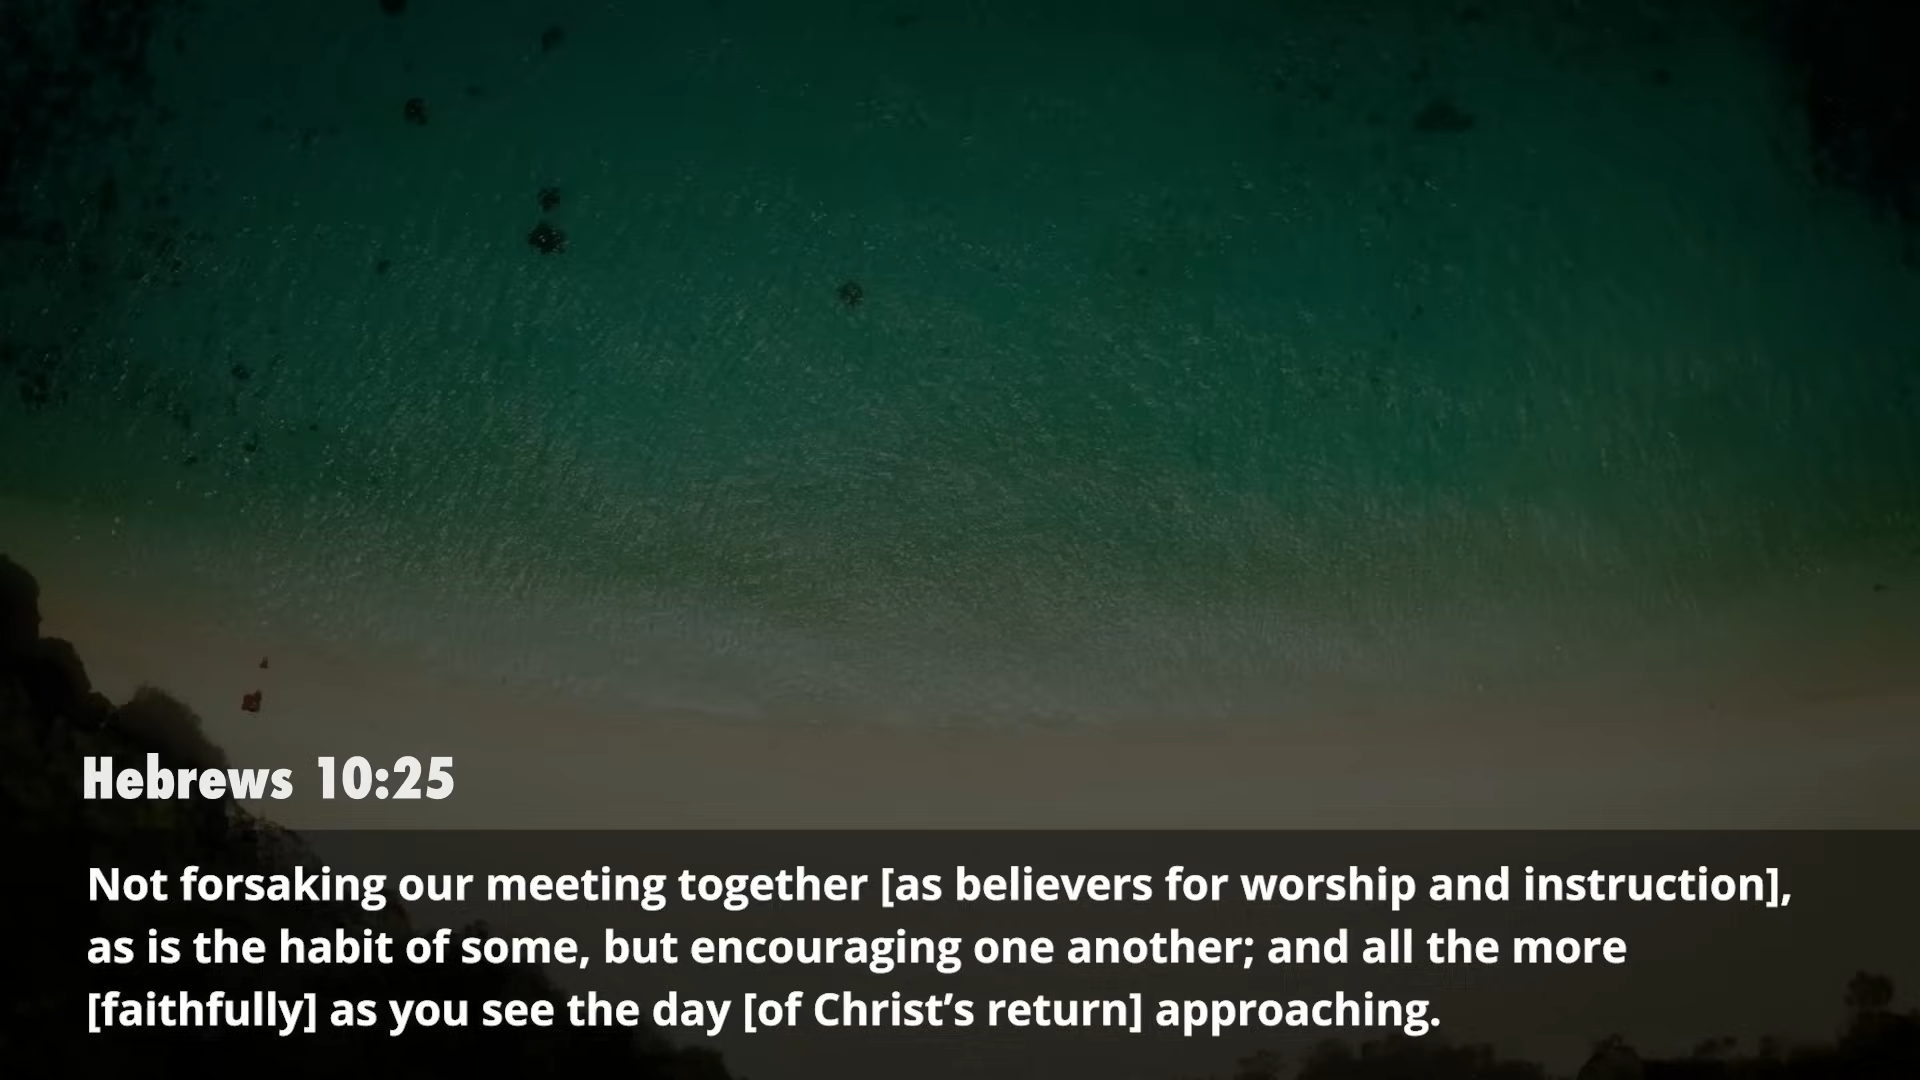 Hebrews 10:25
Not forsaking our meeting together [as believers for worship and instruction],
as is the habit of some, but encouraging one another; and all the more
[faithfully] as you see the day [of Christ’s return] approaching.